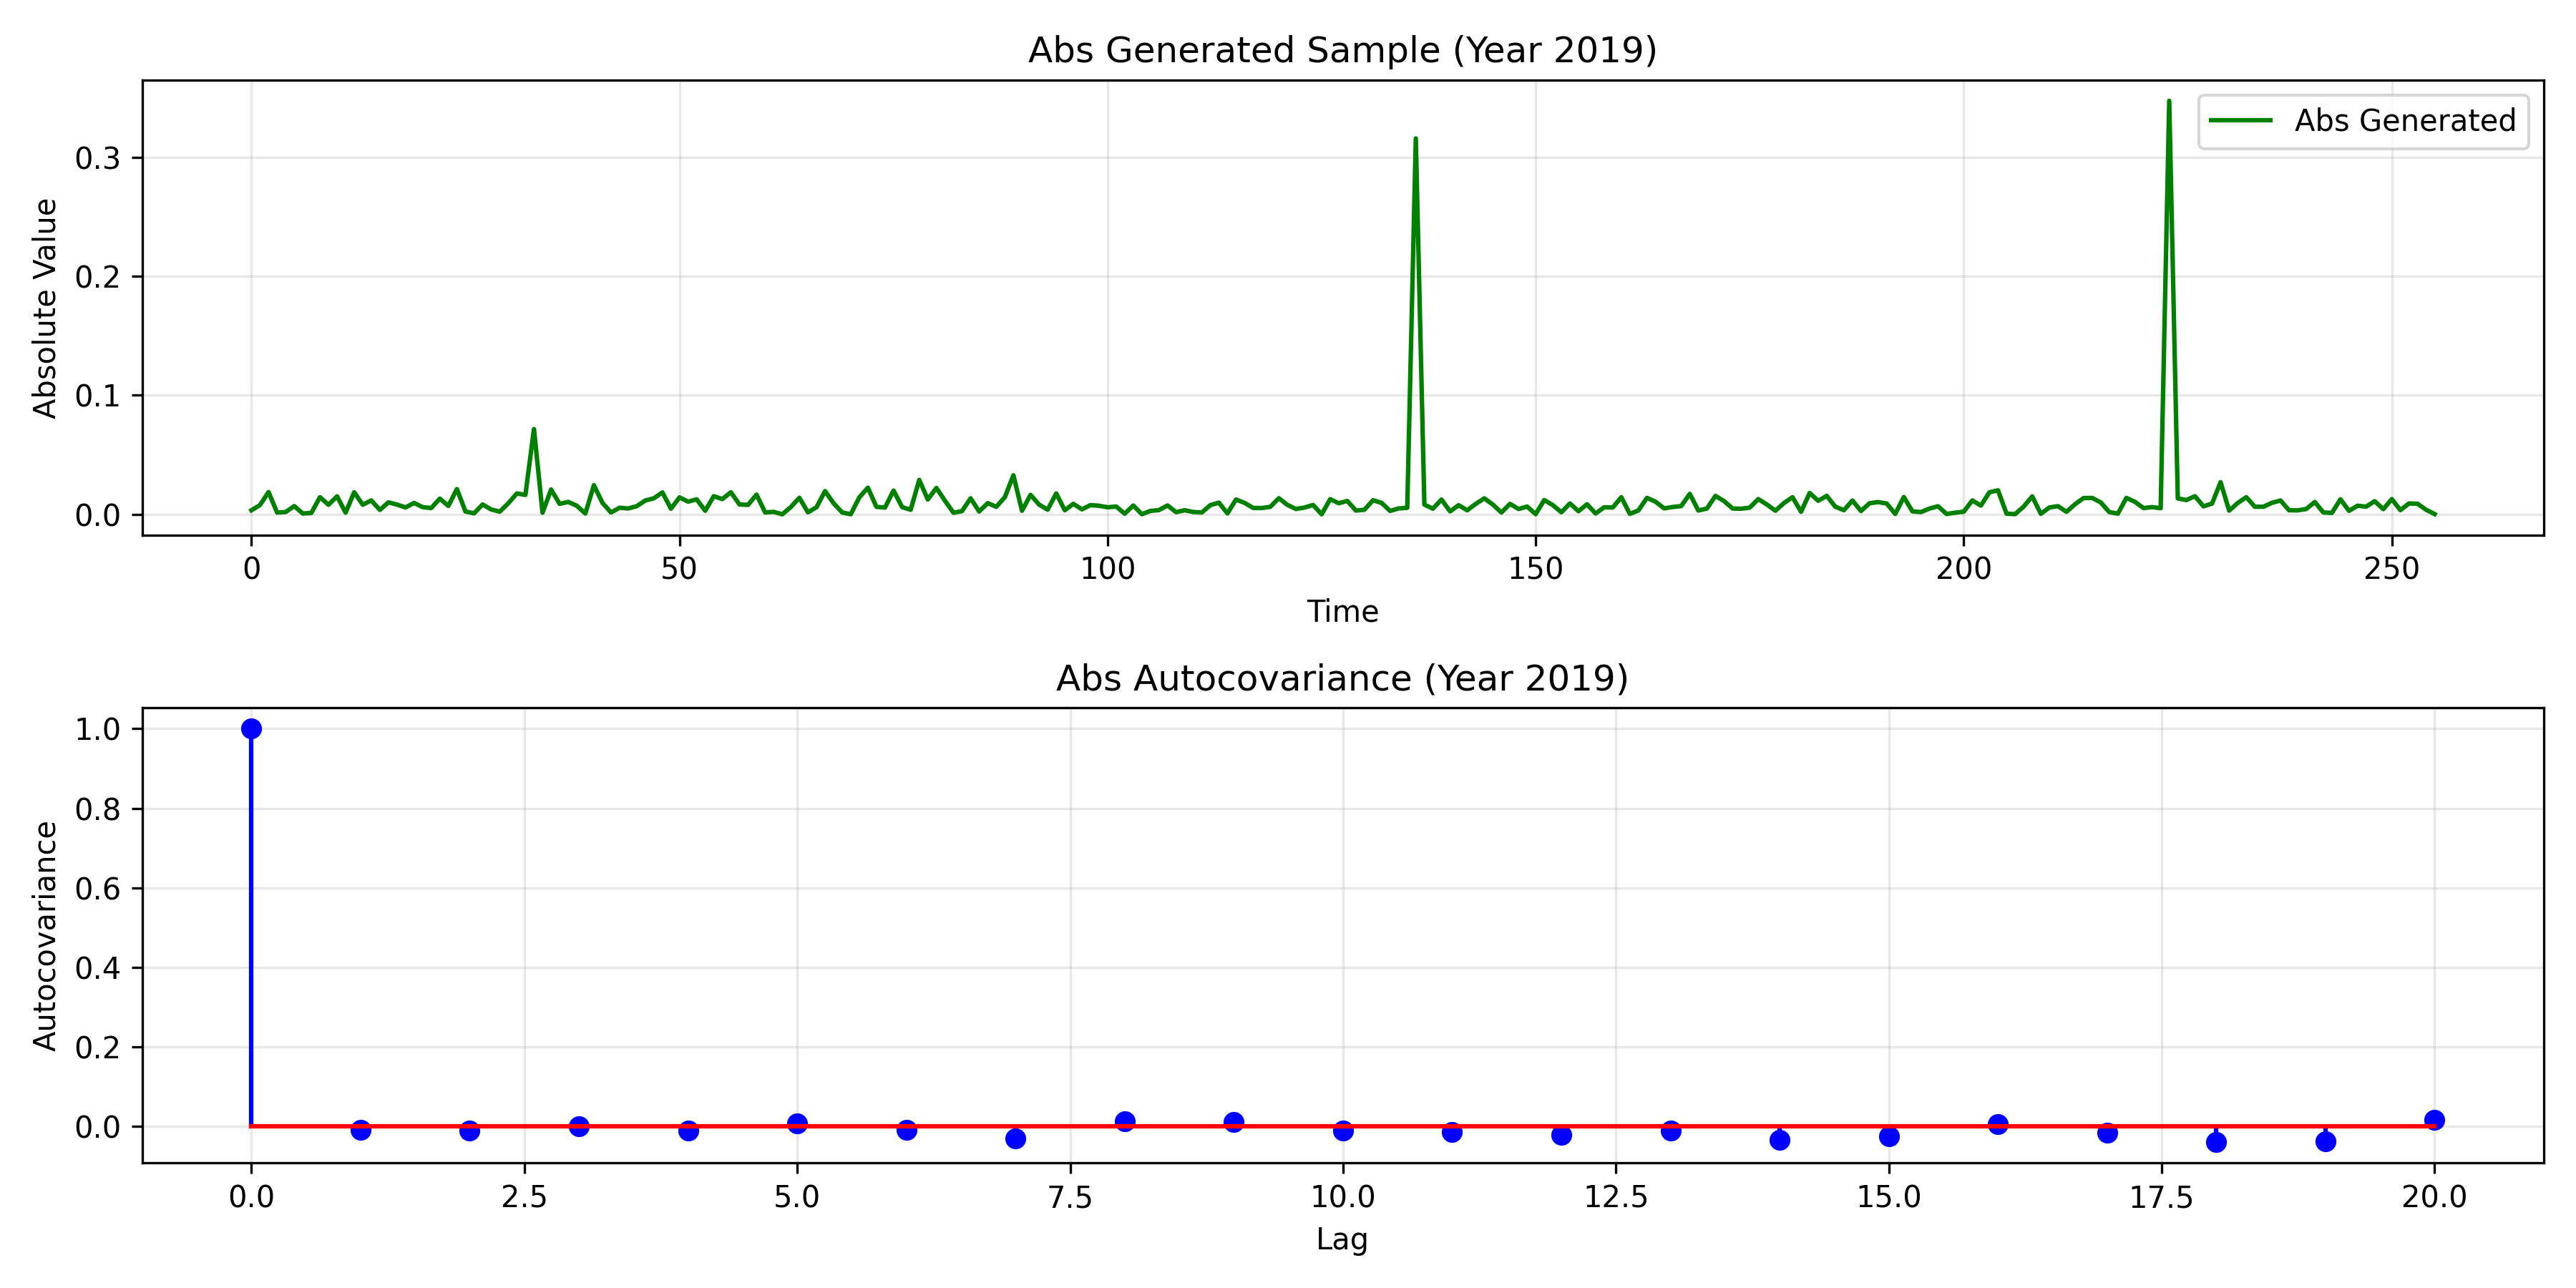 Abs Generated Sample (Year 2019)
Abs Generated
Absolute Value
0.3
0.2
0.1
0.0
0 50 100 150 200 250
Time
Abs Autocovariance (Year 2019)
Autocovariance
1.0
0.8
0.6
0.4
0.2
0.0
0.0 2.5 5.0 7.5 10.0 12.5 15.0 17.5 20.0
Lag